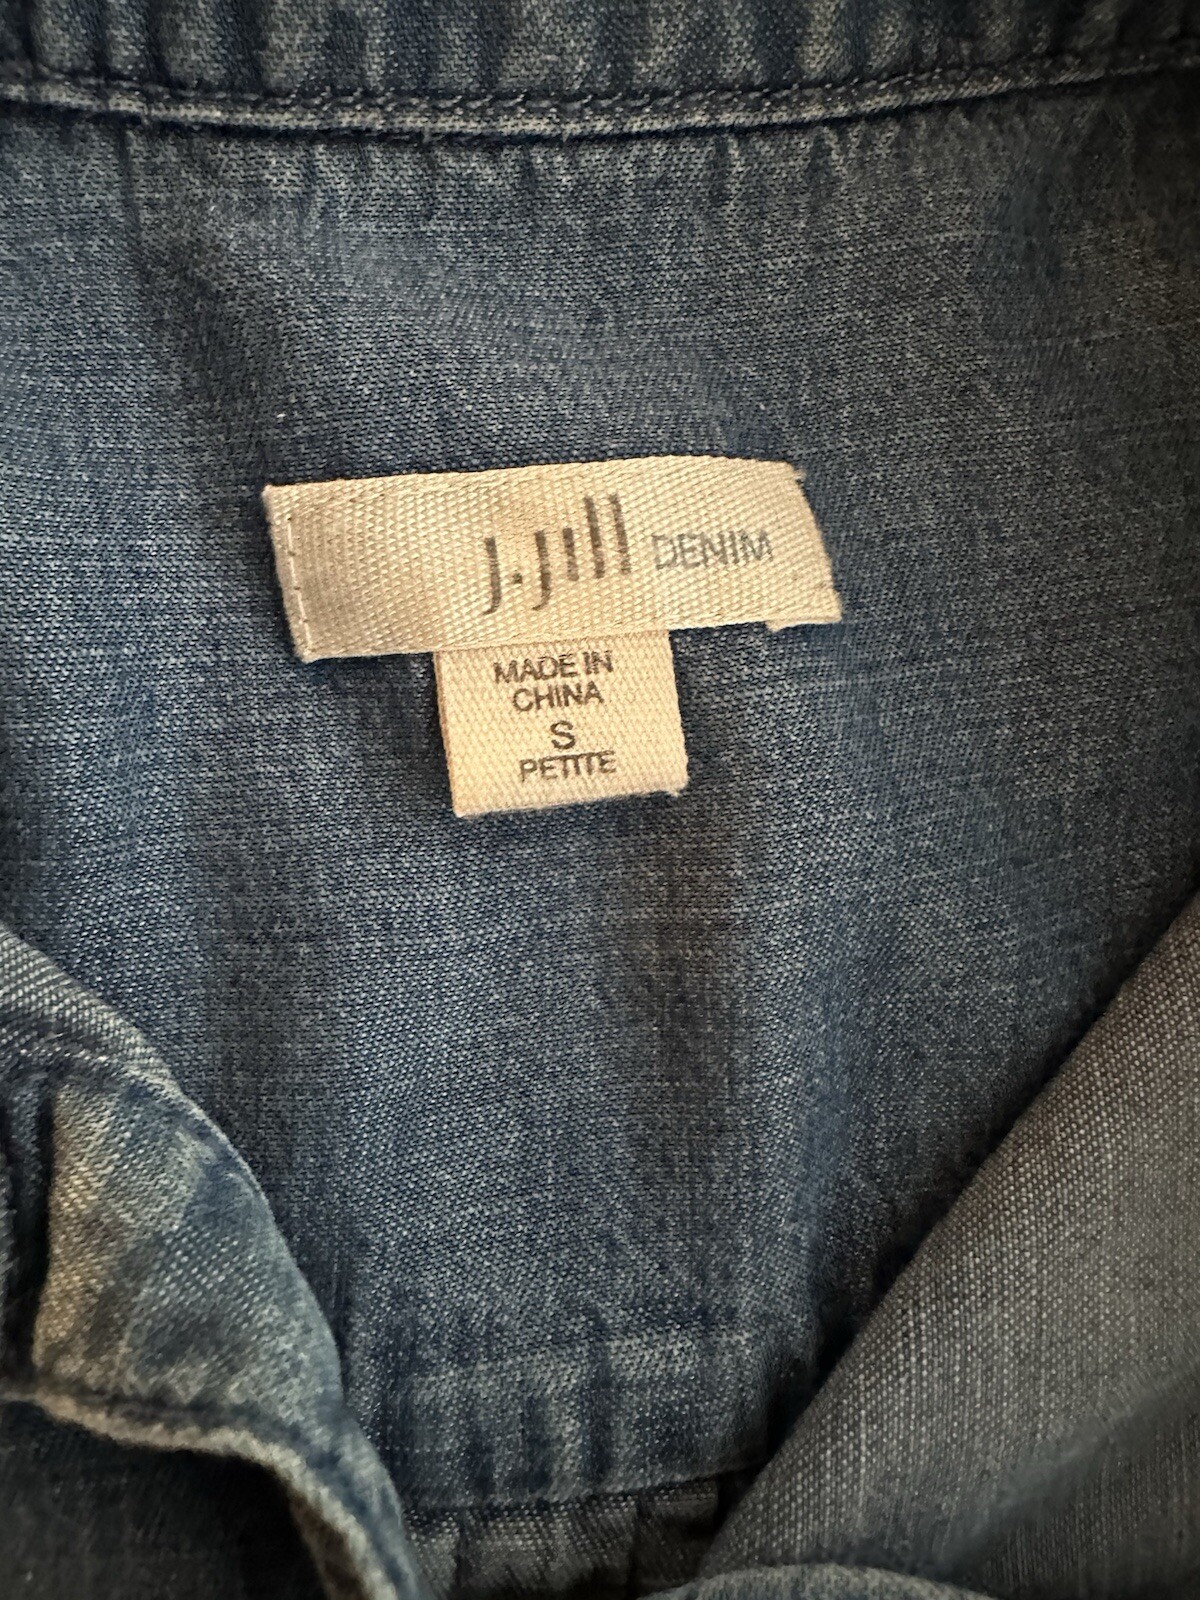 J.Jill DENIM
MADE IN
CHINA
S
PETITE